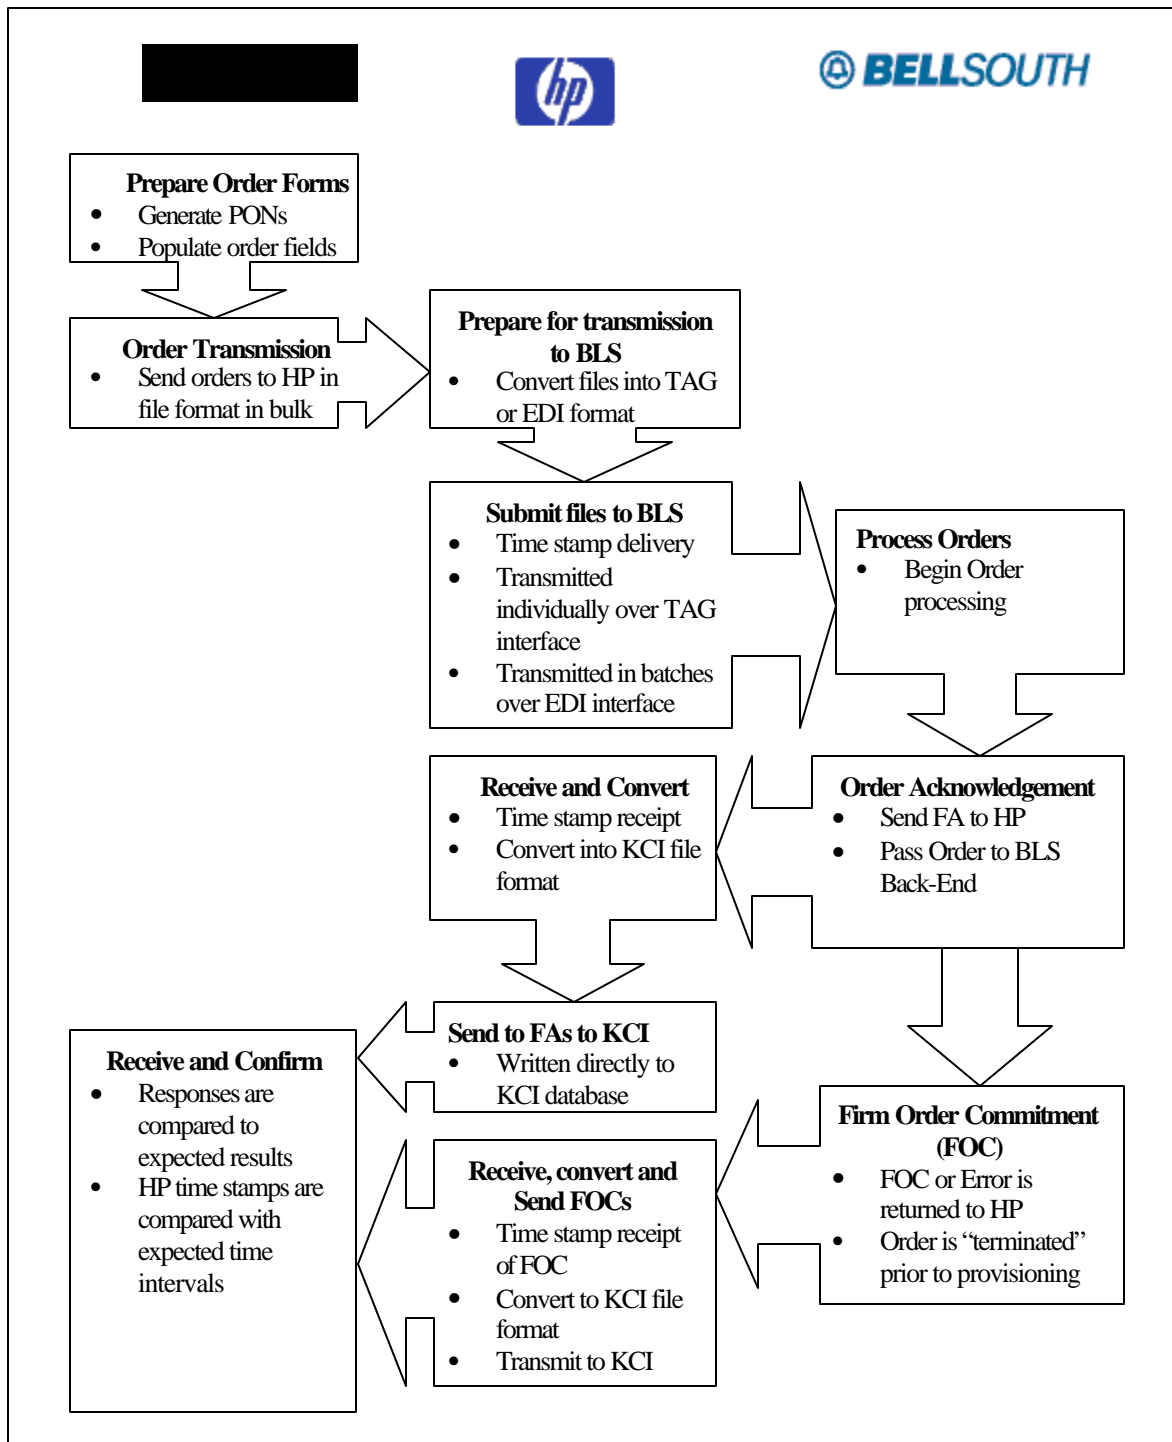 hp
BELLSOUTH
Prepare Order Forms
• Generate PONs
• Populate order fields
Order Transmission
• Send orders to HP in
file format in bulk
Prepare for transmission
to BLS
• Convert files into TAG
or EDI format
Submit files to BLS
• Time stamp delivery
• Transmitted
individually over TAG
interface
• Transmitted in batches
over EDI interface
Process Orders
• Begin Order
processing
Receive and Convert
• Time stamp receipt
• Convert into KCI file
format
Order Acknowledgement
• Send FA to HP
• Pass Order to BLS
Back-End
Send to FAs to KCI
• Written directly to
KCI database
Receive and Confirm
• Responses are
compared to
expected results
• HP time stamps are
compared with
expected time
intervals
Receive, convert and
Send FOCs
• Time stamp receipt
of FOC
• Convert to KCI file
format
• Transmit to KCI
Firm Order Commitment
(FOC)
• FOC or Error is
returned to HP
• Order is “terminated”
prior to provisioning